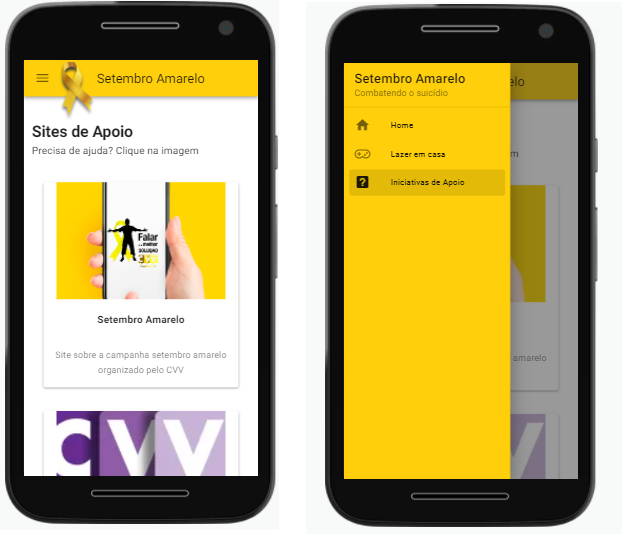 Setembro Amarelo
Sites de Apoio
Precisa de ajuda? Clique na imagem
Falar
SOLUÇÃO
Setembro Amarelo
Site sobre a campanha setembro amarelo
organizado pelo CVV
CVV
Setembro Amarelo
Combatendo o suicídio
Home
Lazer em casa
Iniciativas de Apoio
elo
m
amarelo